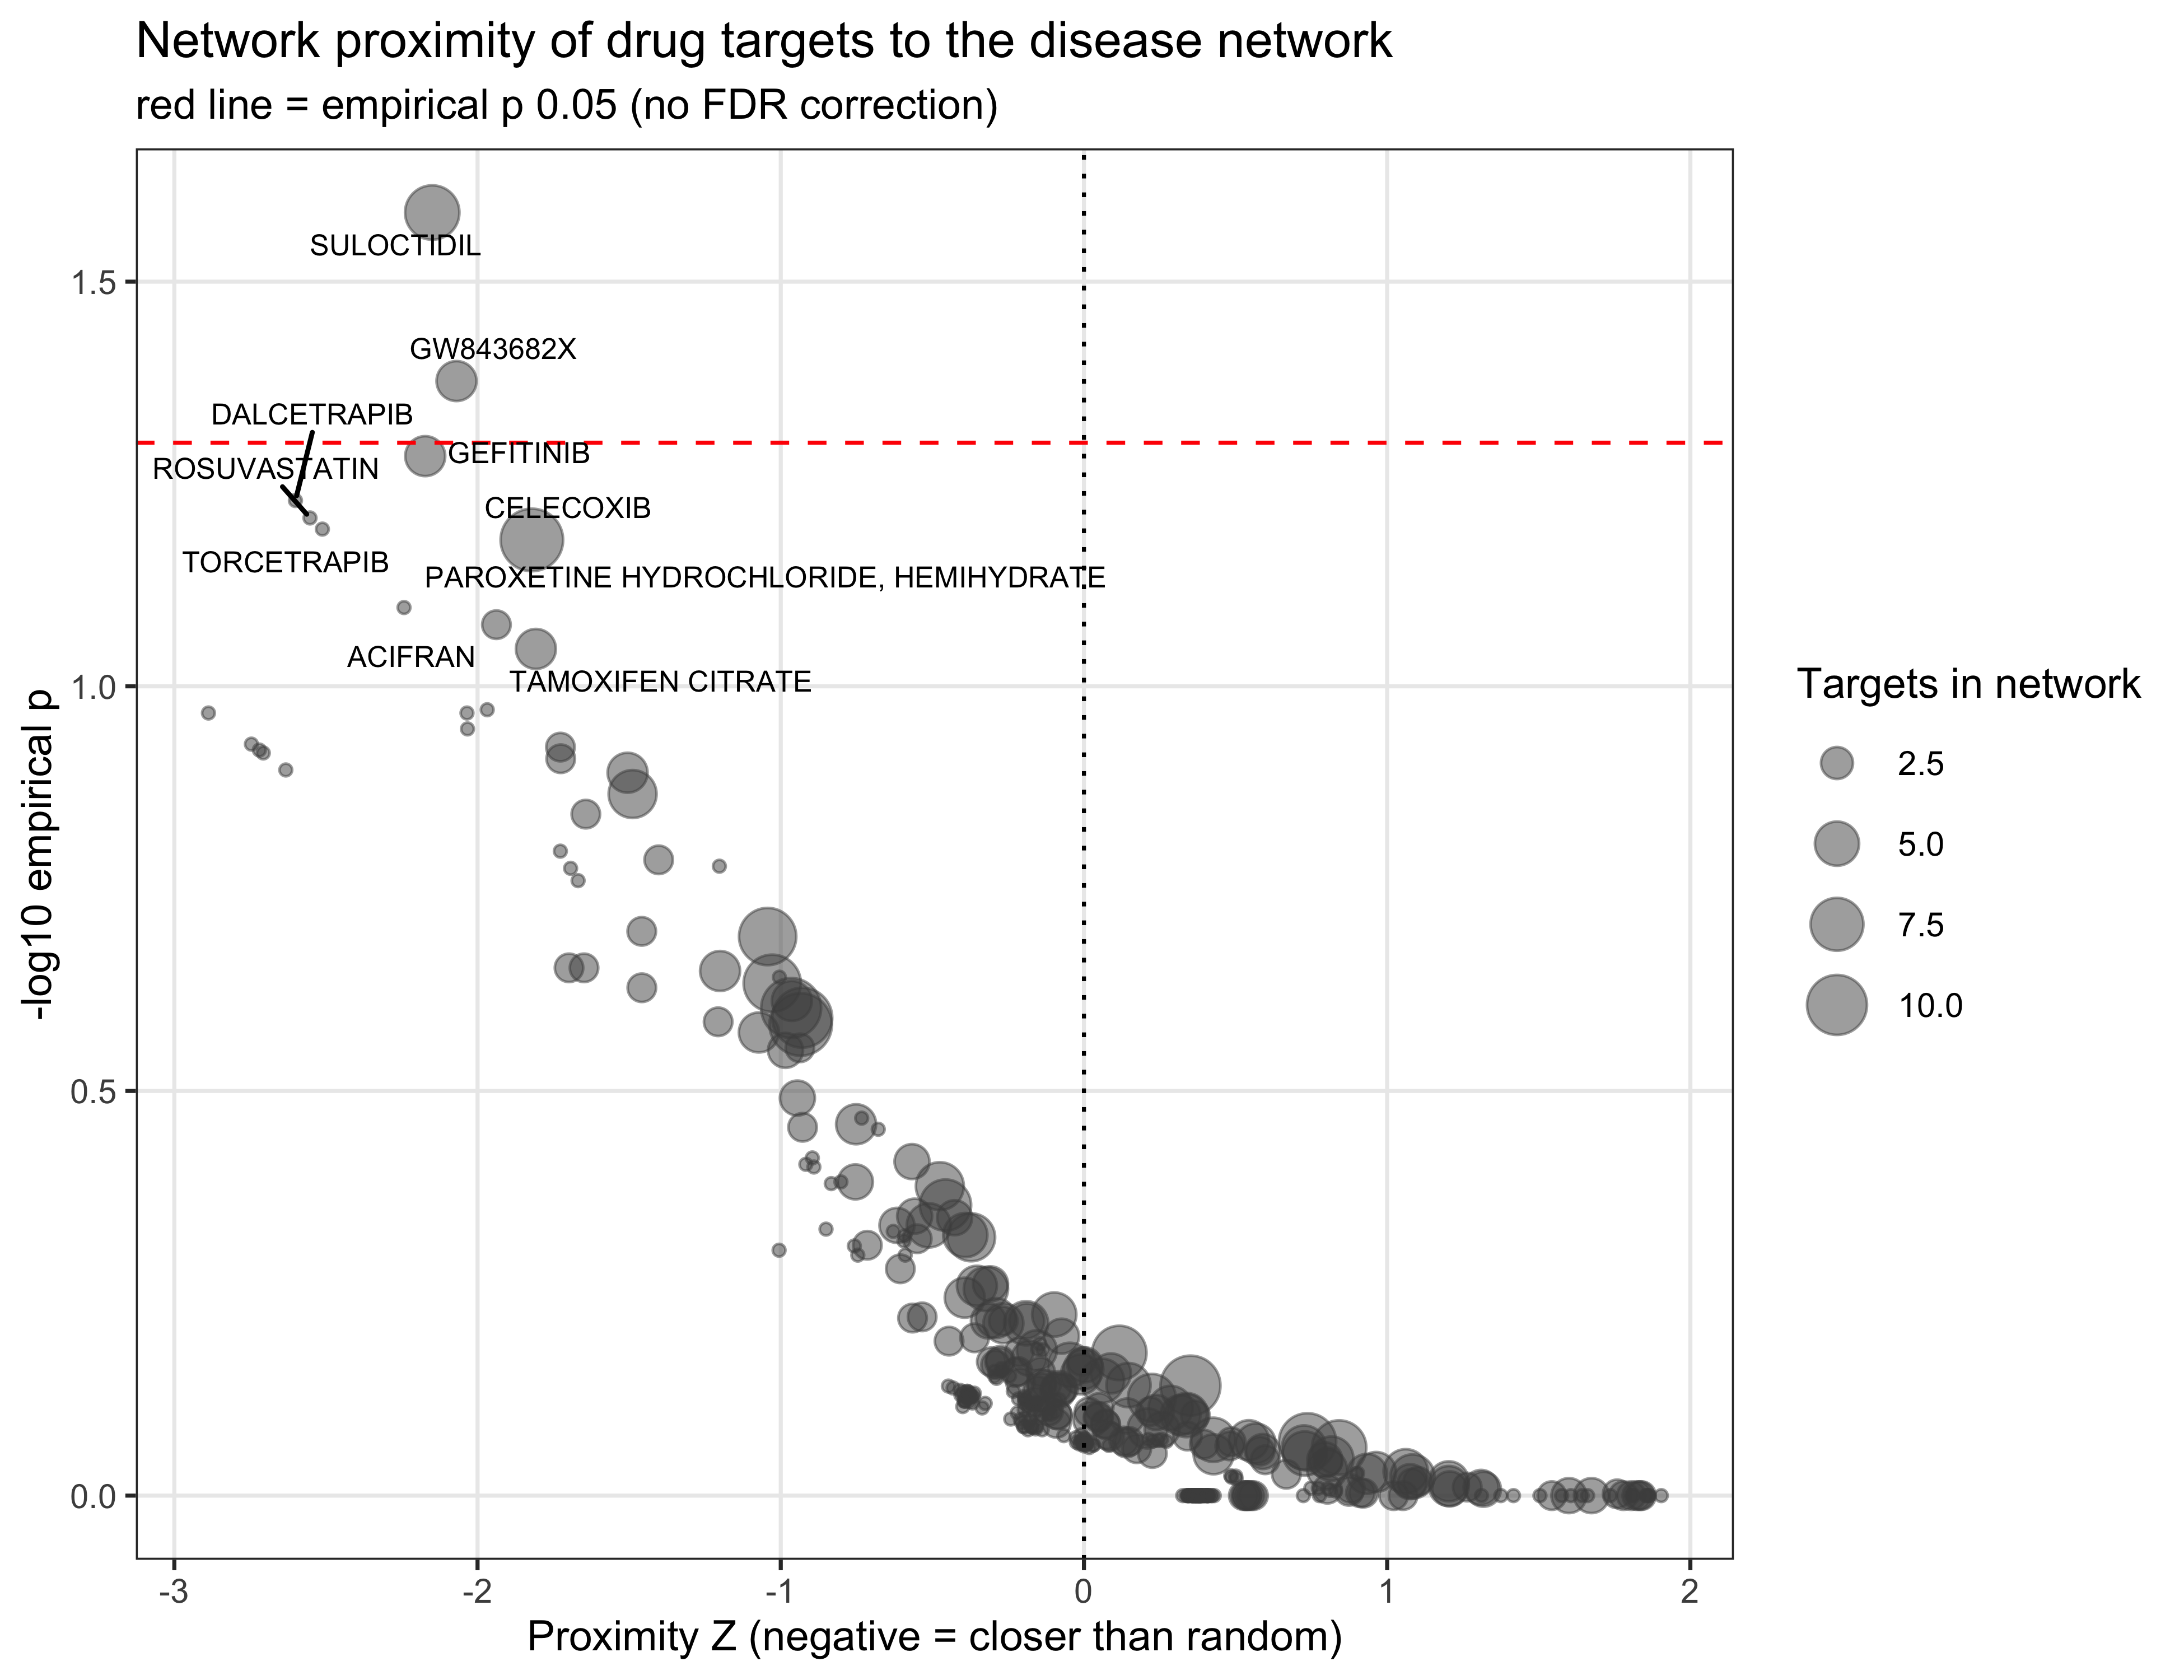 Network proximity of drug targets to the disease network
red line = empirical p 0.05 (no FDR correction)
SULOCTIDIL
1.5
GW843682X
DALCETRAPIB
GEFITINIB
ROSUVASTATIN
CELECOXIB
TORCETRAPIB
PAROXETINE HYDROCHLORIDE, HEMIHYDRATE
ACIFRAN
TAMOXIFEN CITRATE
1.0
0.5
0.0
-log10 empirical p
-3
-2
-1
0
1
2
Proximity Z (negative = closer than random)
Targets in network
2.5
5.0
7.5
10.0